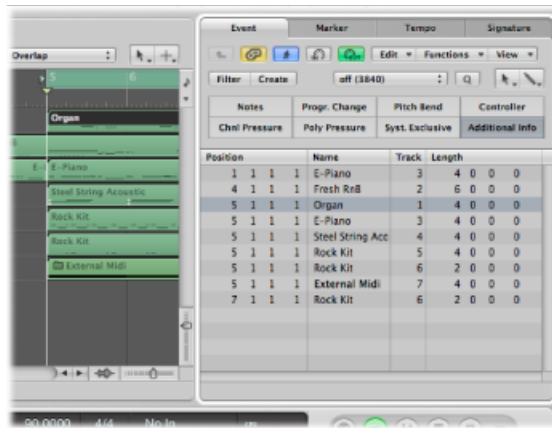 Event Marker Tempo Signature
Overlap
Edit Functions View
Filter Create off (3840) Q
5 6
Notes Progr. Change Pitch Bend Controller
Chnl Pressure Poly Pressure Syst. Exclusive Additional Info
Organ
Position Name Track Length
E-Piano
Steel String Acoustic
Rock Kit
Rock Kit
External Midi
1 1 1 1 E-Piano 3 4 0 0 0
4 1 1 1 Fresh RnB 2 6 0 0 0
5 1 1 1 Organ 1 4 0 0 0
5 1 1 1 E-Piano 3 4 0 0 0
5 1 1 1 Steel String Acc 4 4 0 0 0
5 1 1 1 Rock Kit 5 4 0 0 0
5 1 1 1 Rock Kit 6 2 0 0 0
5 1 1 1 External Midi 7 4 0 0 0
7 1 1 1 Rock Kit 6 2 0 0 0
90.0000 4/4 No In